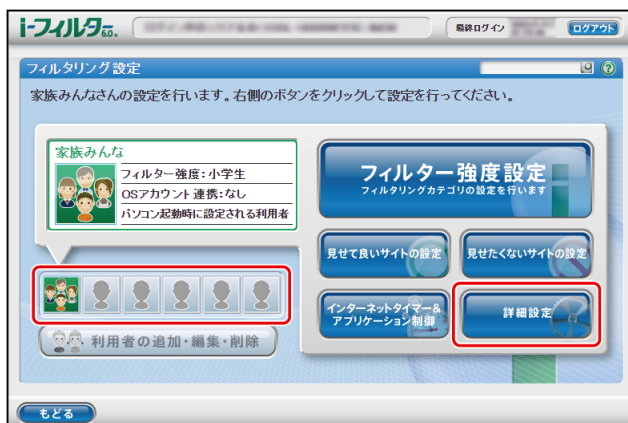 i-フィルター6.0.
最終ログイン
ログアウト
フィルタリング設定
家族みんなさんの設定を行います。右側のボタンをクリックして設定を行ってください。
家族みんな
フィルター強度:小学生
OSアカウント連携:なし
パソコン起動時に設定される利用者
フィルター強度設定
フィルタリングカテゴリの設定を行います
見せて良いサイトの設定
見せたくないサイトの設定
インターネットタイマー&
アプリケーション制御
詳細設定
利用者の追加・編集・削除
もどる